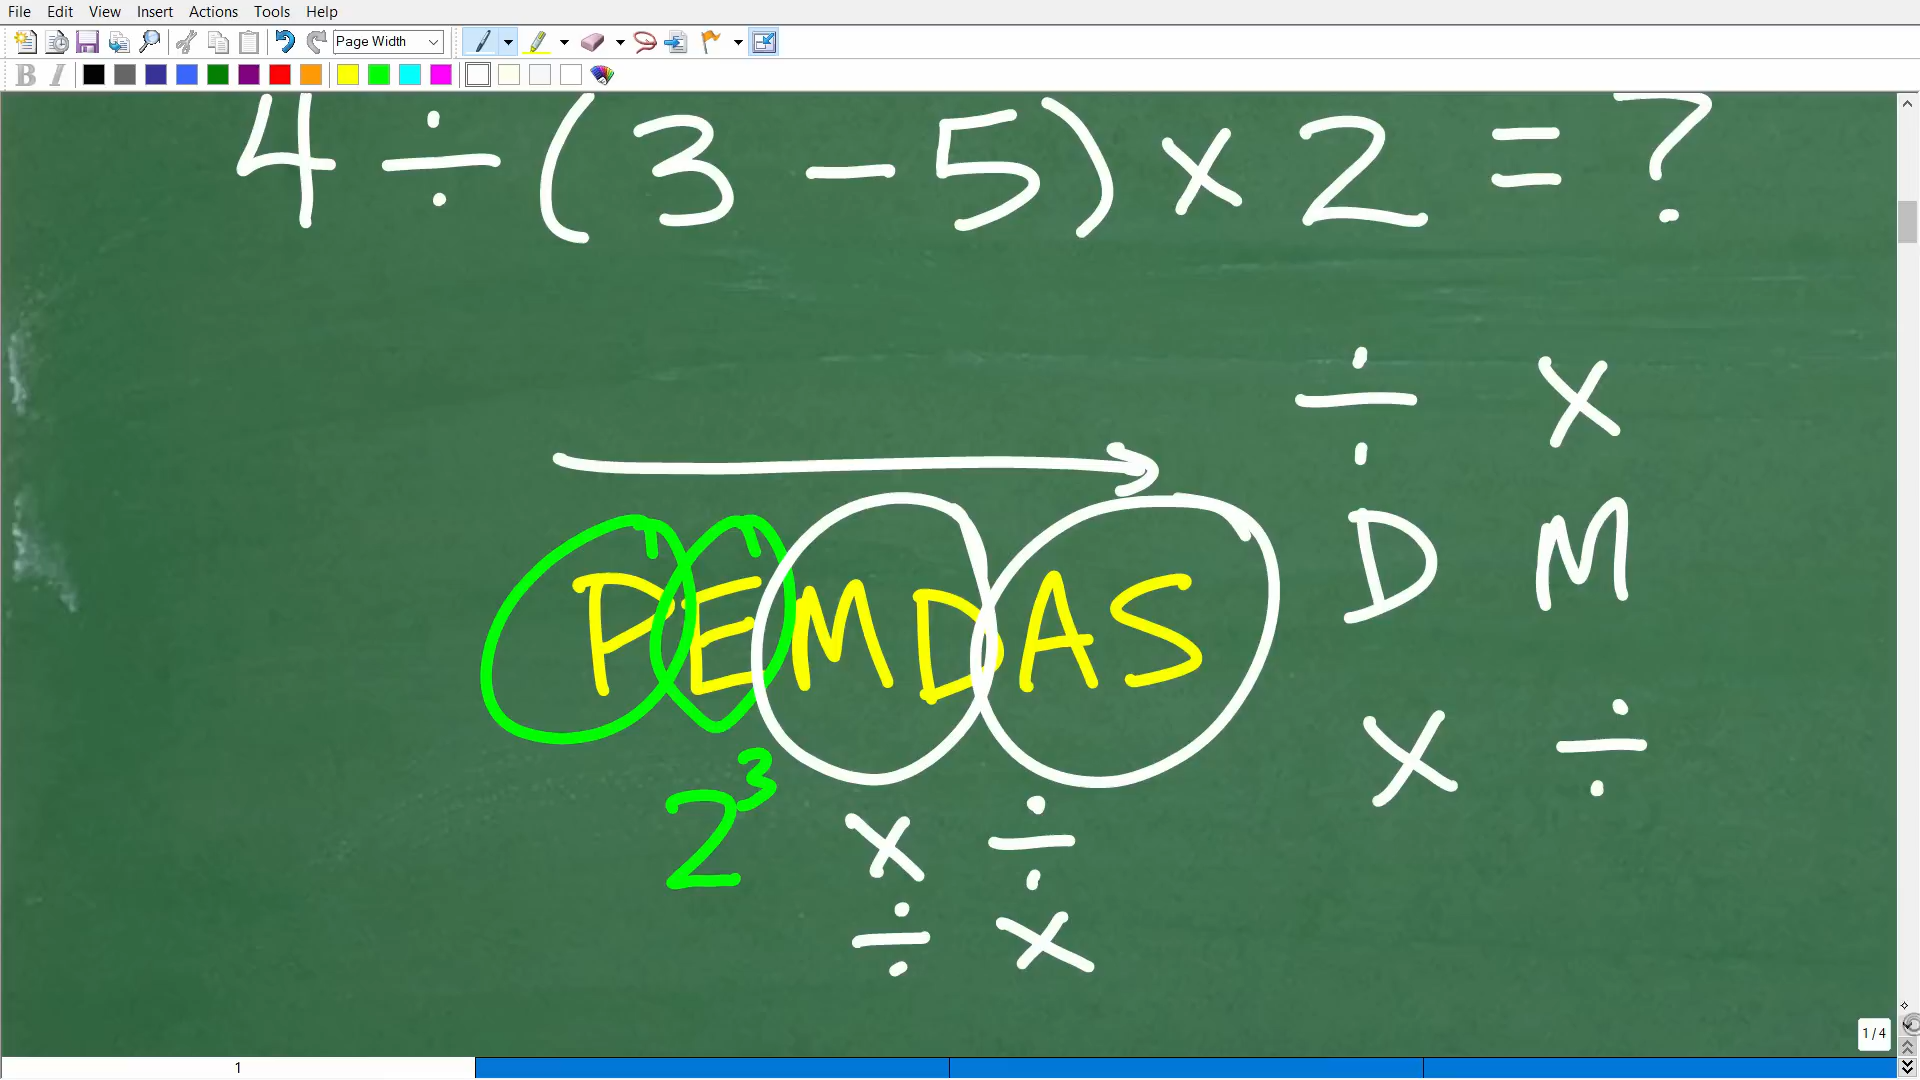 File Edit View Insert Actions Tools Help
Page Width
B I
4 ÷ (3 - 5) × 2 = ?
÷ ×
D M
PEMDAS
× ÷
2³
× ÷
÷ ×
1 / 4
1